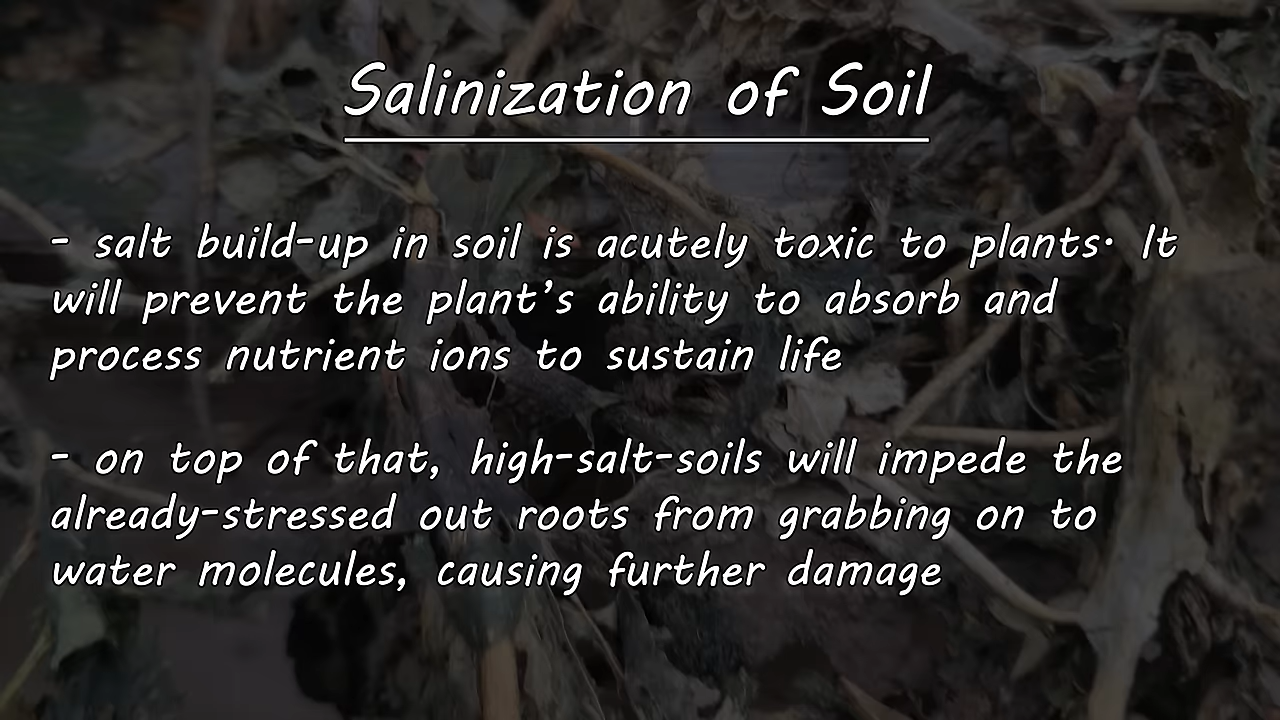 Salinization of Soil
- salt build-up in soil is acutely toxic to plants. It
will prevent the plant's ability to absorb and
process nutrient ions to sustain life
- on top of that, high-salt-soils will impede the
already-stressed out roots from grabbing on to
water molecules, causing further damage